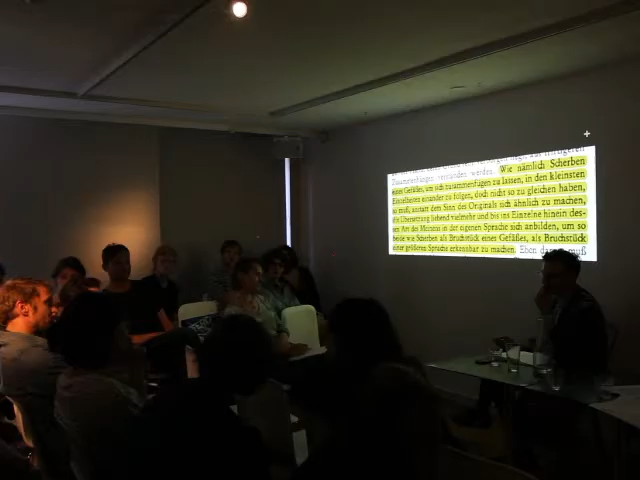 Zusammenhängen verstanden werden. Wie nämlich Scherben
eines Gefäßes, um sich zusammenfügen zu lassen, in den kleinsten
Einzelheiten einander zu folgen, doch nicht so zu gleichen haben,
so muß, anstatt dem Sinn des Originals sich ähnlich zu machen,
die Übersetzung liebend vielmehr und bis ins Einzelne hinein des-
sen Art des Meinens in der eigenen Sprache sich anbilden, um so
beide wie Scherben als Bruchstück eines Gefäßes, als Bruchstück
einer größeren Sprache erkennbar zu machen. Eben darum muß